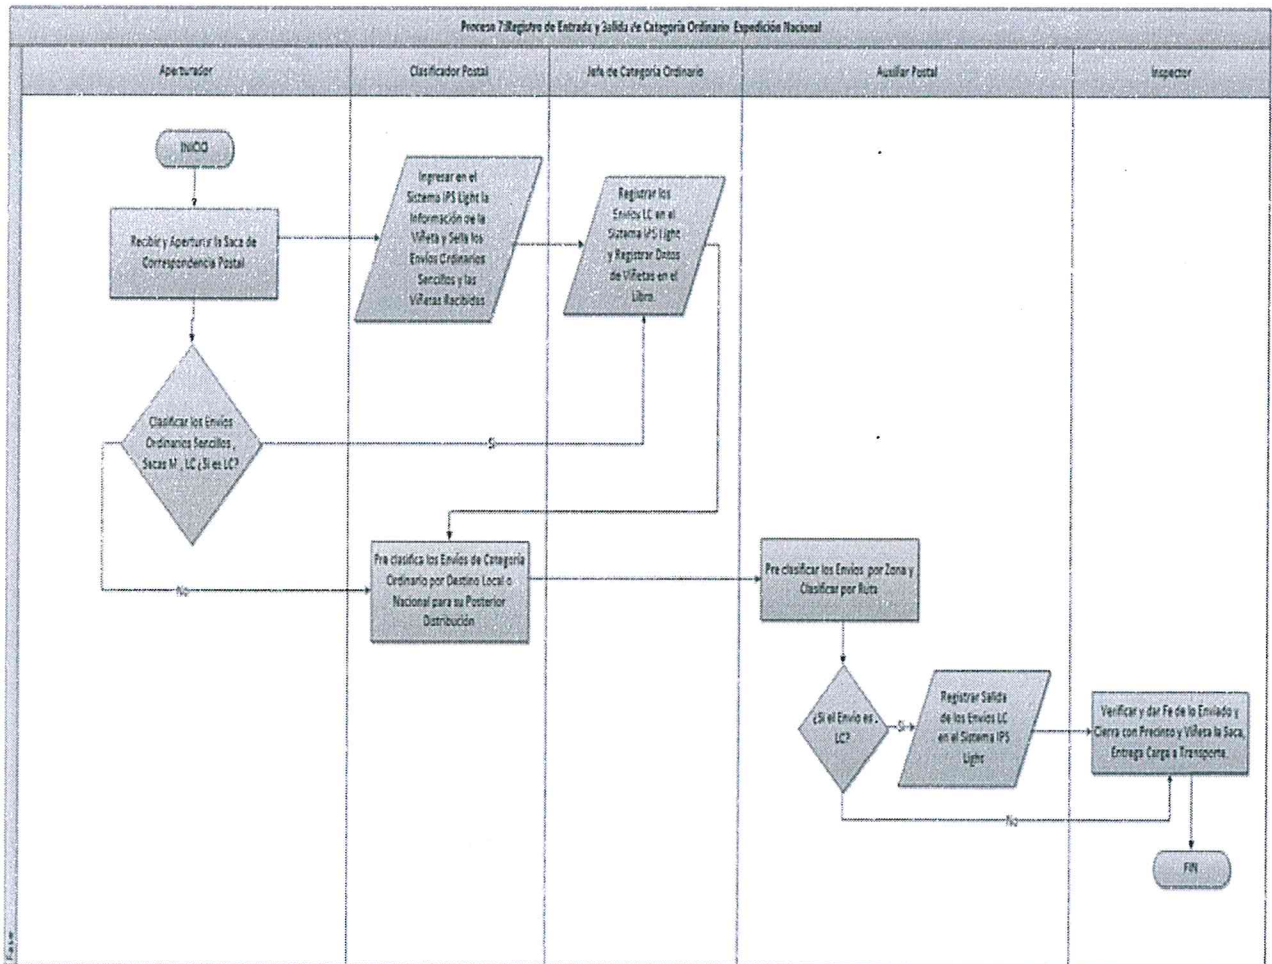 Proceso 7:Registro de Entrada y Salida de Categoría Ordinario Expedición Nacional
Aperturador
Clasificador Postal
Jefe de Categoría Ordinario
Auxiliar Postal
Inspector
INICIO
Recibir y Aperturar la Saca de
Correspondencia Postal
Ingresar en el
Sistema IPS Light la
Información de la
Viñeta y Sella los
Envíos Ordinarios
Sencillos y las
Viñetas Recibidos
Registrar los
Envíos LC en el
Sistema IPS Light
y Registrar Datos
de Viñetas en el
Libro.
Clasificar los Envíos
Ordinarios Sencillos ,
Sacas M , LC ¿Si es LC?
Si
No
Pre clasifica los Envíos de Categoría
Ordinario por Destino Local o
Nacional para su Posterior
Distribución
Pre clasificar los Envíos por Zona y
Clasificar por Ruta
¿Si el Envío es
LC?
Si
Registrar Salida
de los Envíos LC
en el Sistema IPS
Light
Verificar y dar Fe de lo Enviado y
Cierra con Precinto y Viñeta la Saca,
Entrega Carga a Transporte.
No
FIN
Fase